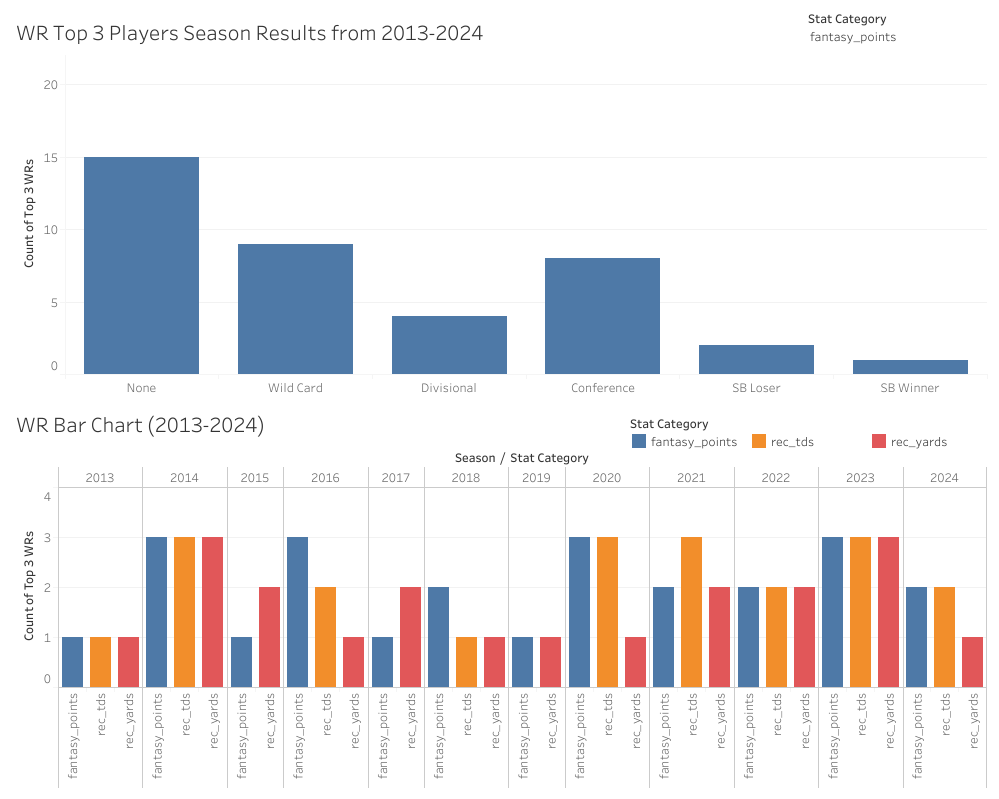 WR Top 3 Players Season Results from 2013-2024
Stat Category
fantasy_points
Count of Top 3 WRs
20
15
10
5
0
None Wild Card Divisional Conference SB Loser SB Winner
WR Bar Chart (2013-2024)
Stat Category
fantasy_points rec_tds rec_yards
Season / Stat Category
2013 2014 2015 2016 2017 2018 2019 2020 2021 2022 2023 2024
Count of Top 3 WRs
4
3
2
1
0
fantasy_points rec_tds rec_yards fantasy_points rec_tds rec_yards fantasy_points rec_yards fantasy_points rec_tds rec_yards fantasy_points rec_yards fantasy_points rec_tds rec_yards fantasy_points rec_yards fantasy_points rec_tds rec_yards fantasy_points rec_tds rec_yards fantasy_points rec_tds rec_yards fantasy_points rec_tds rec_yards fantasy_points rec_tds rec_yards